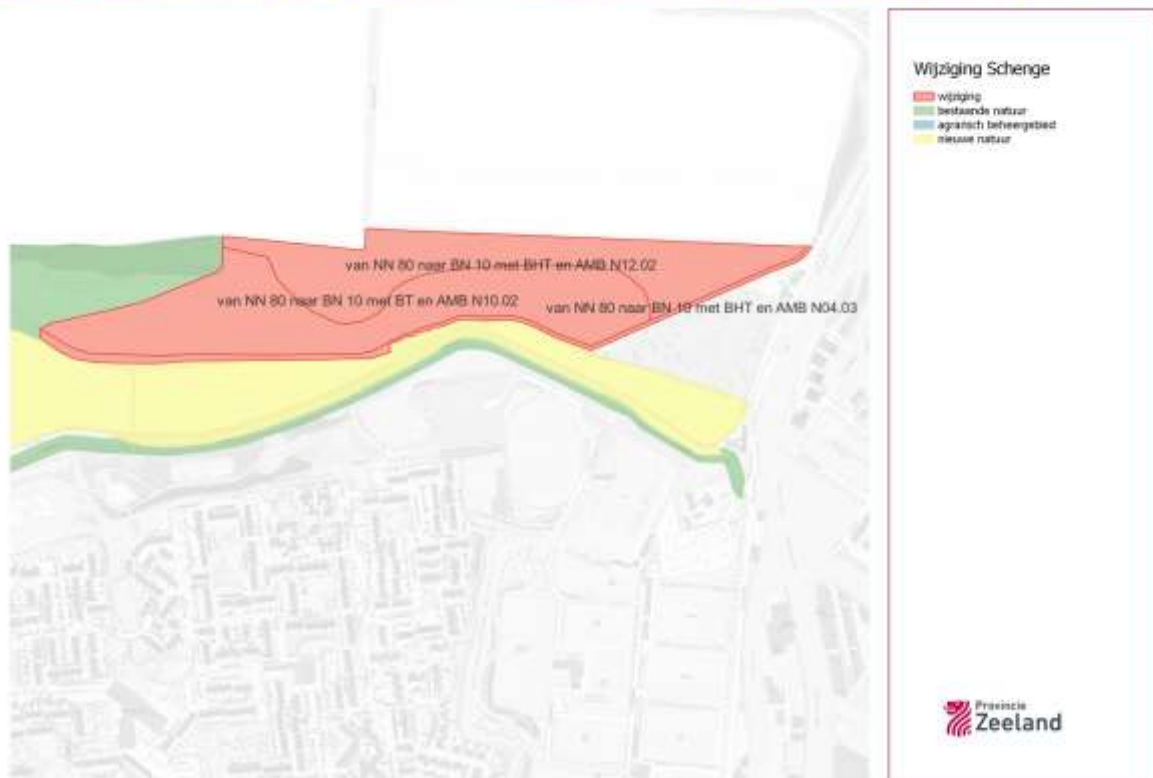 Wijziging Schenge
wijziging
bestaande natuur
agrarisch beheergebied
nieuwe natuur
van NN 80 naar BN 10 met BHT en AMB N12.02
van NN 80 naar BN 10 met BT en AMB N10.02
van NN 80 naar BN 10 met BHT en AMB N04.03
Provincie
Zeeland